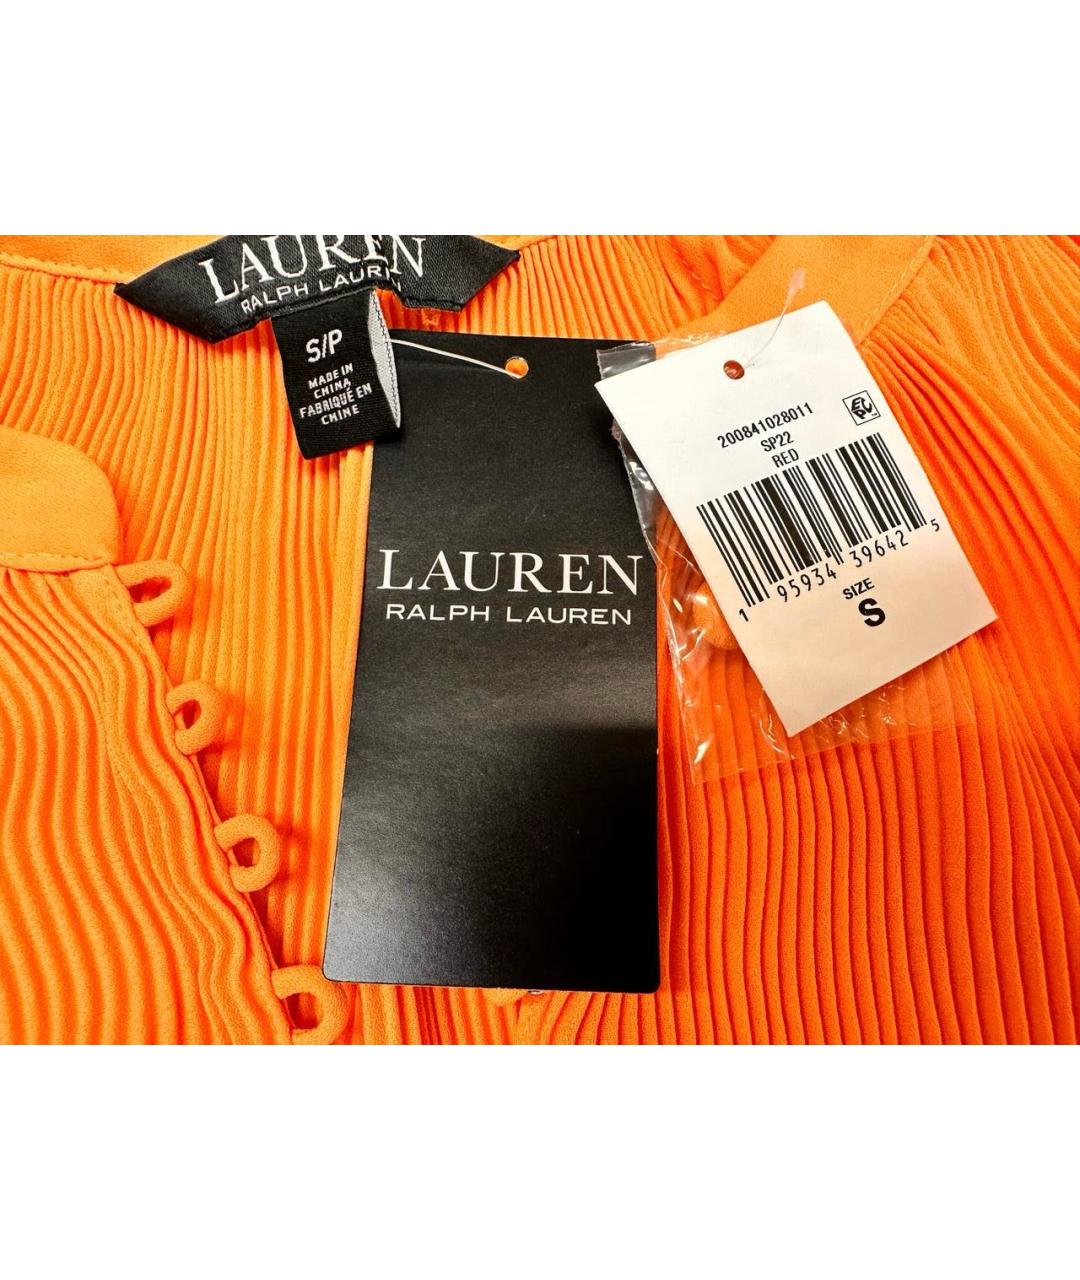 LAUREN
RALPH LAUREN
S/P
MADE IN
CHINA
FABRIQUÉ EN
CHINE
LAUREN
RALPH LAUREN
200841028011
SP22
RED
1 95934 39642 5
SIZE
S